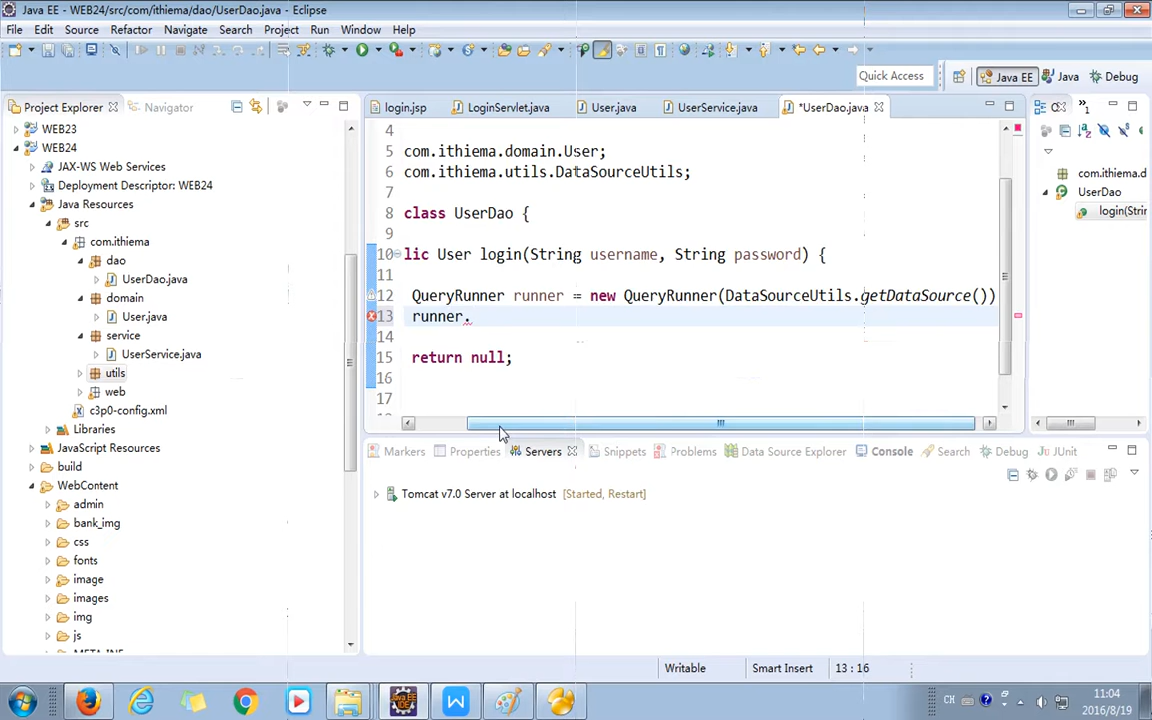 Java EE - WEB24/src/com/ithiema/dao/UserDao.java - Eclipse
File Edit Source Refactor Navigate Search Project Run Window Help
Quick Access Java EE Java Debug
Project Explorer Navigator
WEB23
WEB24
JAX-WS Web Services
Deployment Descriptor: WEB24
Java Resources
src
com.ithiema
dao
UserDao.java
domain
User.java
service
UserService.java
utils
web
c3p0-config.xml
Libraries
JavaScript Resources
build
WebContent
admin
bank_img
css
fonts
image
images
img
js
META-INF
login.jsp LoginServlet.java User.java UserService.java *UserDao.java
4
5 com.ithiema.domain.User;
6 com.ithiema.utils.DataSourceUtils;
7
8 class UserDao {
9
10 lic User login(String username, String password) {
11
12 QueryRunner runner = new QueryRunner(DataSourceUtils.getDataSource())
13 runner.
14
15 return null;
16
17
com.ithiema.d
UserDao
login(Strin
Markers Properties Servers Snippets Problems Data Source Explorer Console Search Debug JUnit
Tomcat v7.0 Server at localhost [Started, Restart]
Writable Smart Insert 13 : 16
CH 11:04
2016/8/19